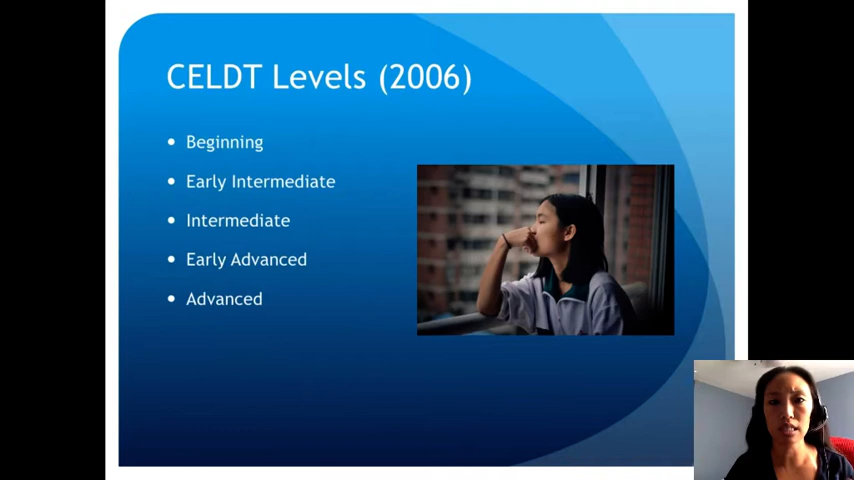 CELDT Levels (2006)
Beginning
Early Intermediate
Intermediate
Early Advanced
Advanced